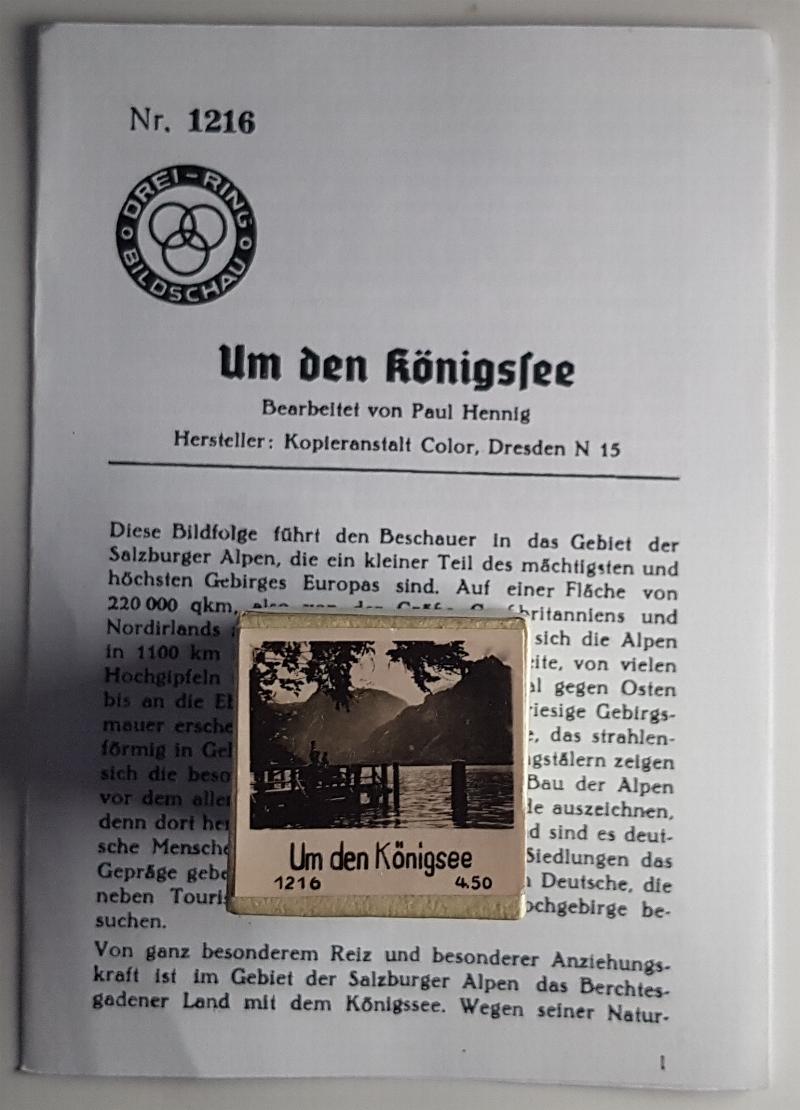 Nr. 1216
DREI-RING
BILDSCHAU
Um den Königssee
Bearbeitet von Paul Hennig
Hersteller: Kopieranstalt Color, Dresden N 15
Diese Bildfolge führt den Beschauer in das Gebiet der
Salzburger Alpen, die ein kleiner Teil des mächtigsten und
höchsten Gebirges Europas sind. Auf einer Fläche von
220 000 qkm, also von der
Nordirlands sich die Alpen
in 1100 km von vielen
Hochgipfeln gegen Osten
bis an die riesige Gebirgs-
mauer das strahlen-
förmig in zeigen
sich die Bau der Alpen
vor dem auszeichnen,
denn dort sind es deut-
sche Siedlungen das
Gepräge Deutsche, die
neben be-
suchen.
Von ganz besonderem Reiz und besonderer Anziehungs-
kraft ist im Gebiet der Salzburger Alpen das Berchtes-
gadener Land mit dem Königssee. Wegen seiner Natur-
1
Um den Königsee
1216 4.50